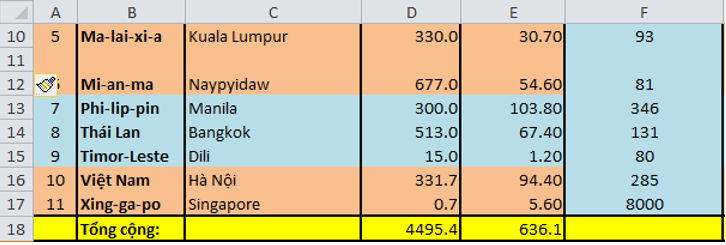 A B C D E F
10 5 Ma-lai-xi-a Kuala Lumpur 330.0 30.70 93
11
12 Mi-an-ma Naypyidaw 677.0 54.60 81
13 7 Phi-lip-pin Manila 300.0 103.80 346
14 8 Thái Lan Bangkok 513.0 67.40 131
15 9 Timor-Leste Dili 15.0 1.20 80
16 10 Việt Nam Hà Nội 331.7 94.40 285
17 11 Xing-ga-po Singapore 0.7 5.60 8000
18 Tổng cộng: 4495.4 636.1